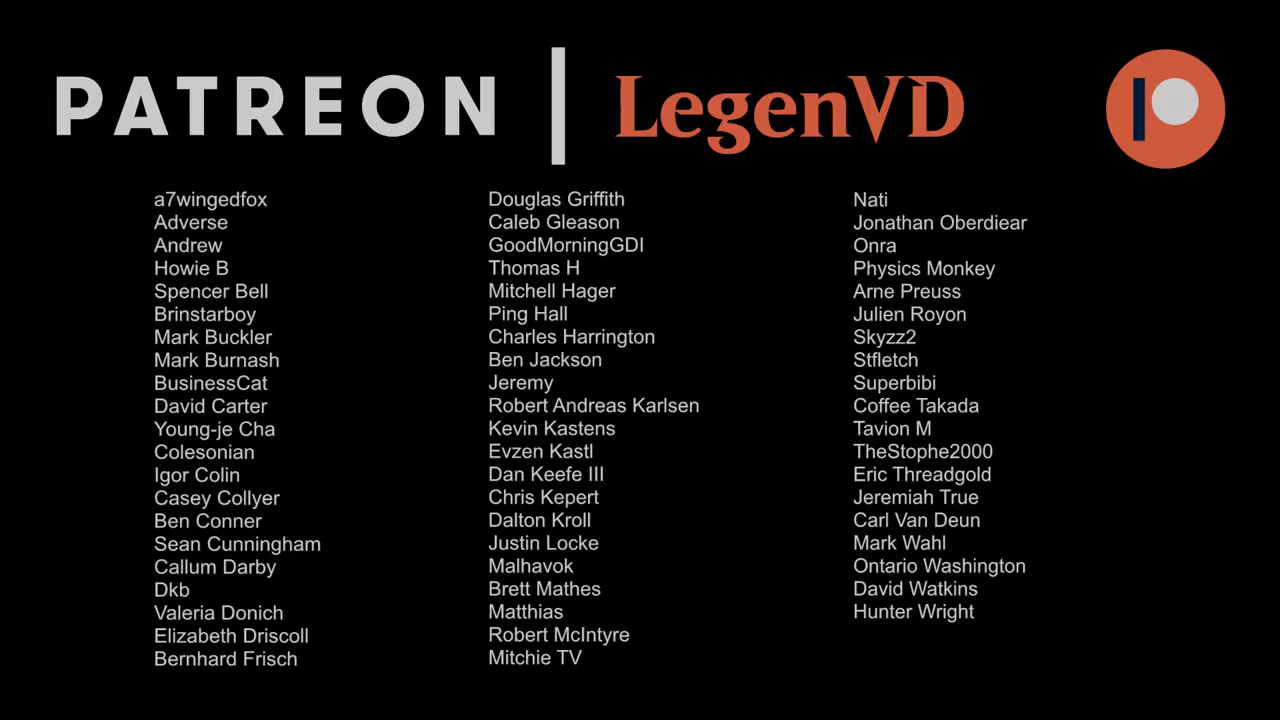 PATREON | LegenVD
a7wingedfox
Adverse
Andrew
Howie B
Spencer Bell
Brinstarboy
Mark Buckler
Mark Burnash
BusinessCat
David Carter
Young-je Cha
Colesonian
Igor Colin
Casey Collyer
Ben Conner
Sean Cunningham
Callum Darby
Dkb
Valeria Donich
Elizabeth Driscoll
Bernhard Frisch
Douglas Griffith
Caleb Gleason
GoodMorningGDI
Thomas H
Mitchell Hager
Ping Hall
Charles Harrington
Ben Jackson
Jeremy
Robert Andreas Karlsen
Kevin Kastens
Evzen Kastl
Dan Keefe III
Chris Kepert
Dalton Kroll
Justin Locke
Malhavok
Brett Mathes
Matthias
Robert McIntyre
Mitchie TV
Nati
Jonathan Oberdiear
Onra
Physics Monkey
Arne Preuss
Julien Royon
Skyzz2
Stfletch
Superbibi
Coffee Takada
Tavion M
TheStophe2000
Eric Threadgold
Jeremiah True
Carl Van Deun
Mark Wahl
Ontario Washington
David Watkins
Hunter Wright